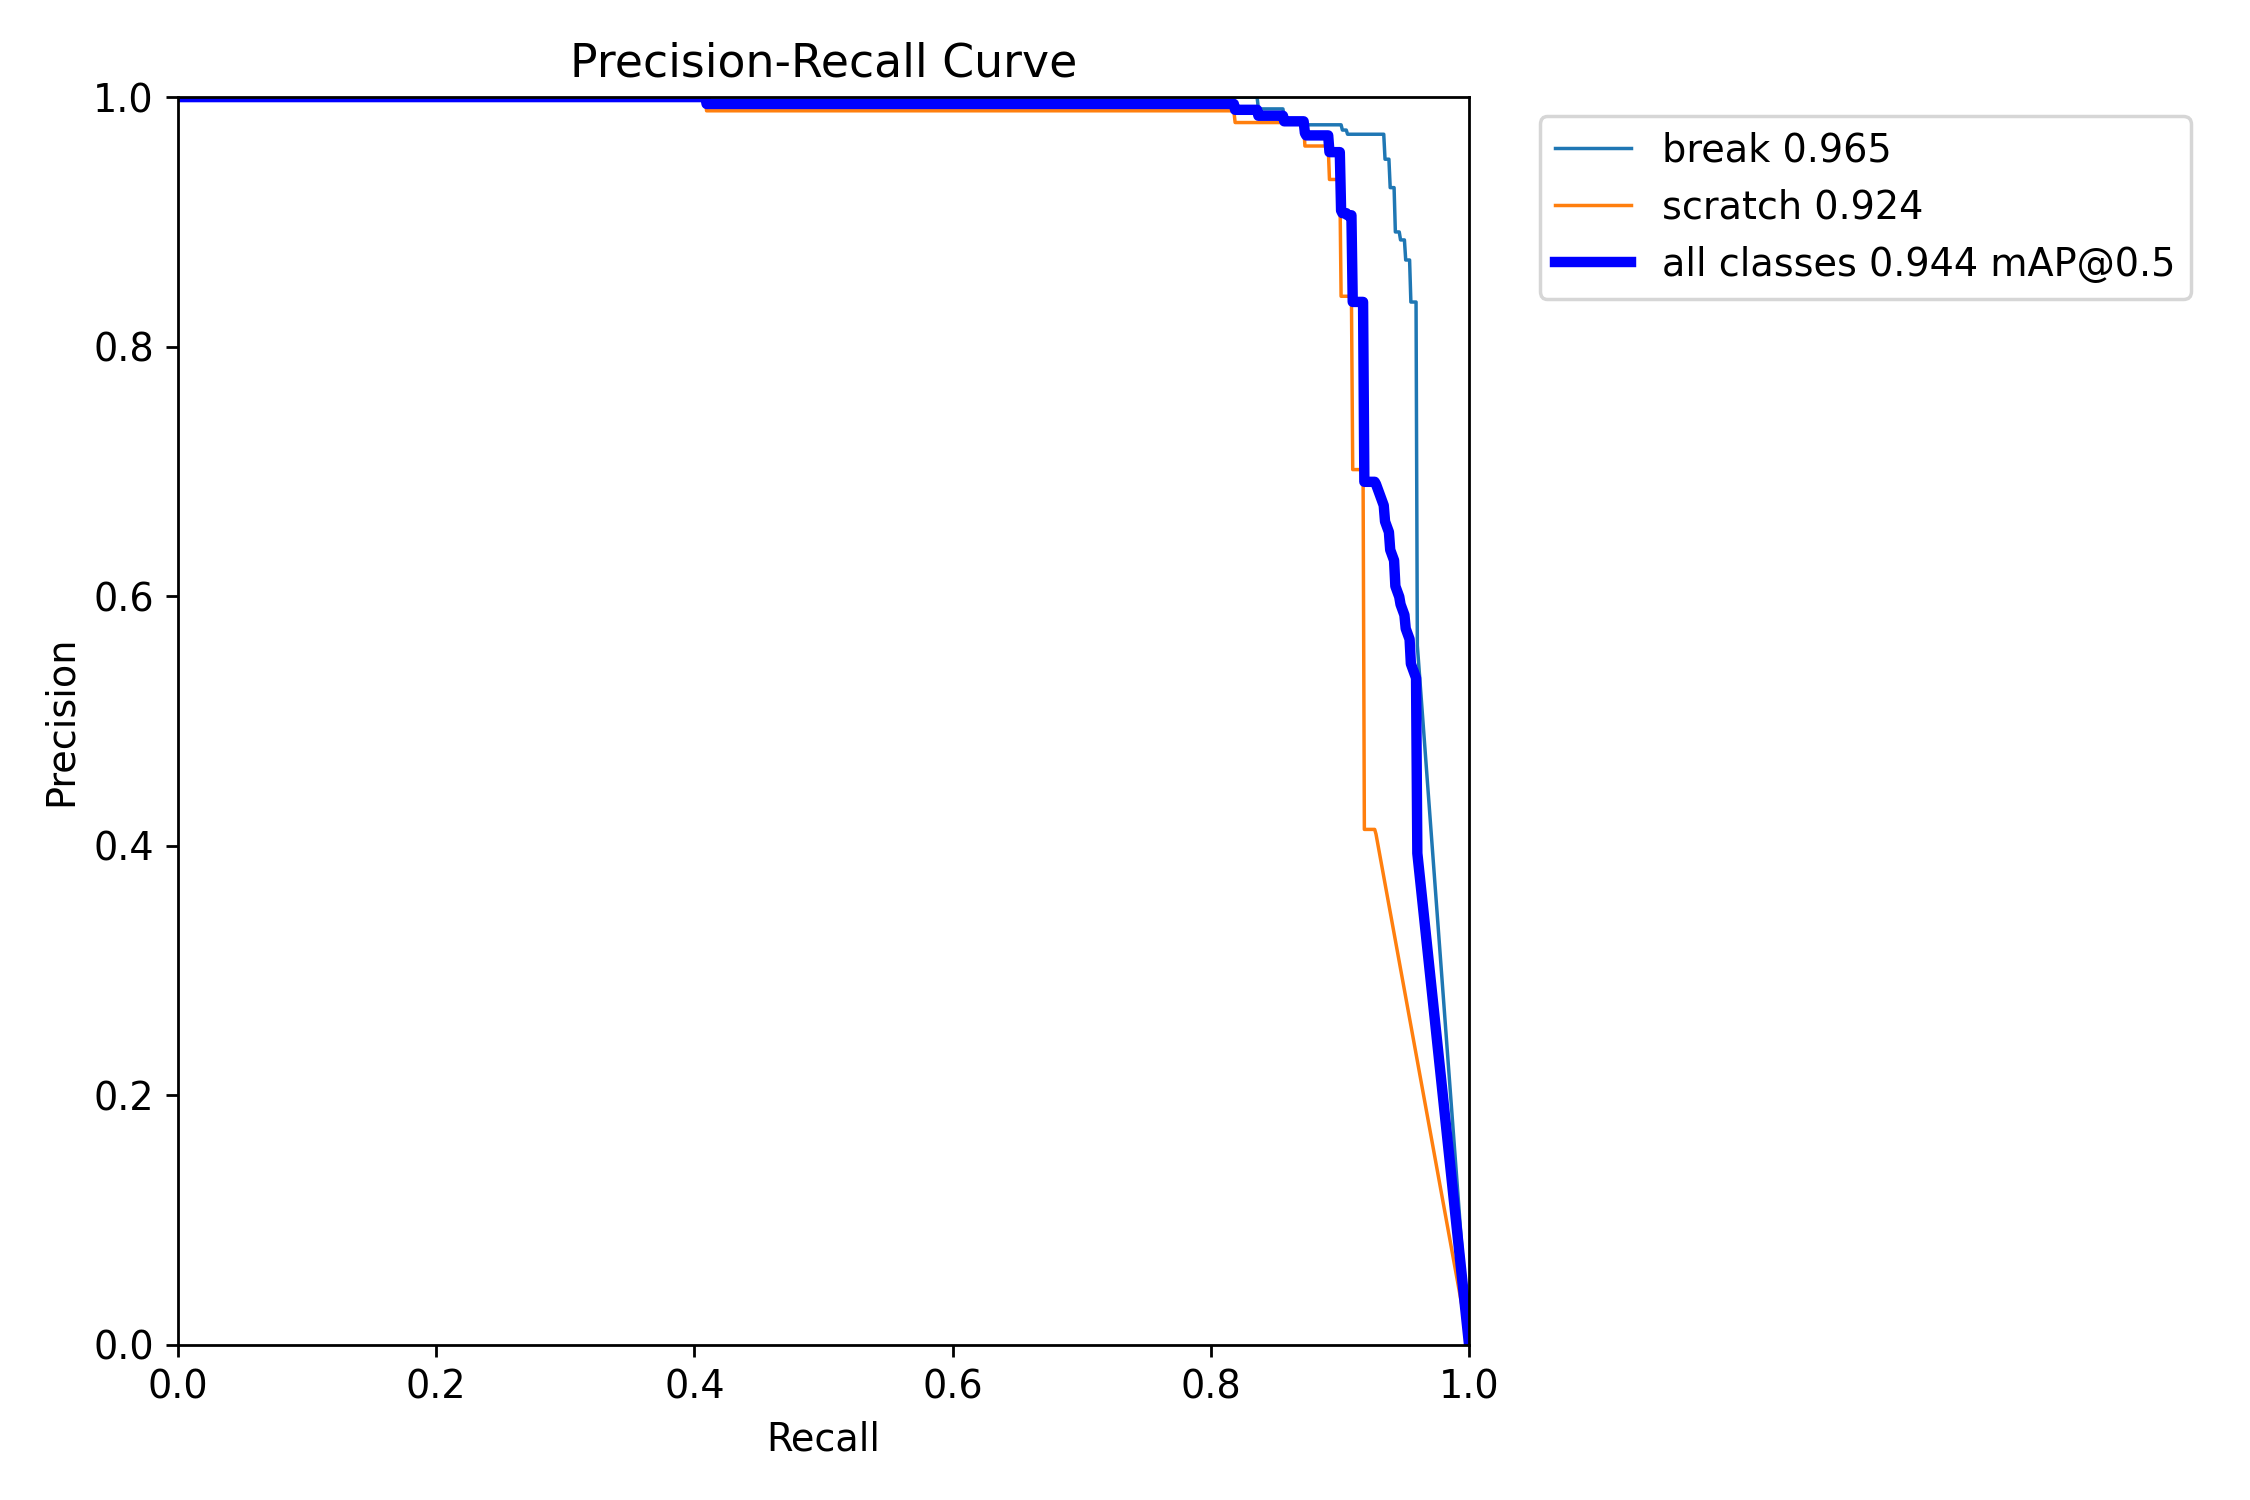 Precision-Recall Curve
1.0
0.8
0.6
0.4
0.2
0.0
Precision
0.0 0.2 0.4 0.6 0.8 1.0
Recall
break 0.965
scratch 0.924
all classes 0.944 mAP@0.5